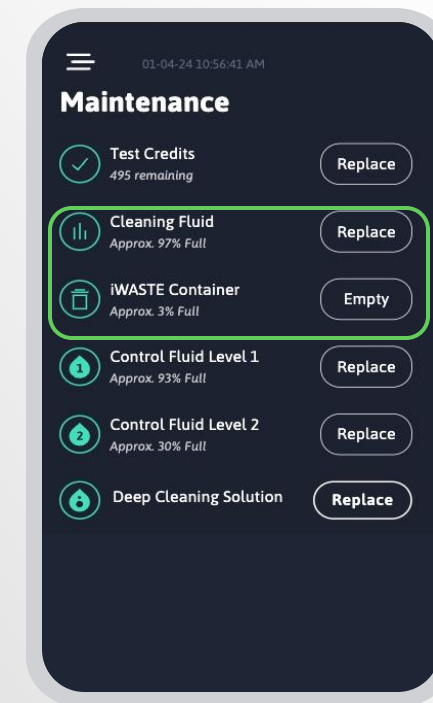 01-04-24 10:56:41 AM
Maintenance
Test Credits
495 remaining
Replace
Cleaning Fluid
Approx. 97% Full
Replace
iWASTE Container
Approx. 3% Full
Empty
1
Control Fluid Level 1
Approx. 93% Full
Replace
2
Control Fluid Level 2
Approx. 30% Full
Replace
Deep Cleaning Solution
Replace